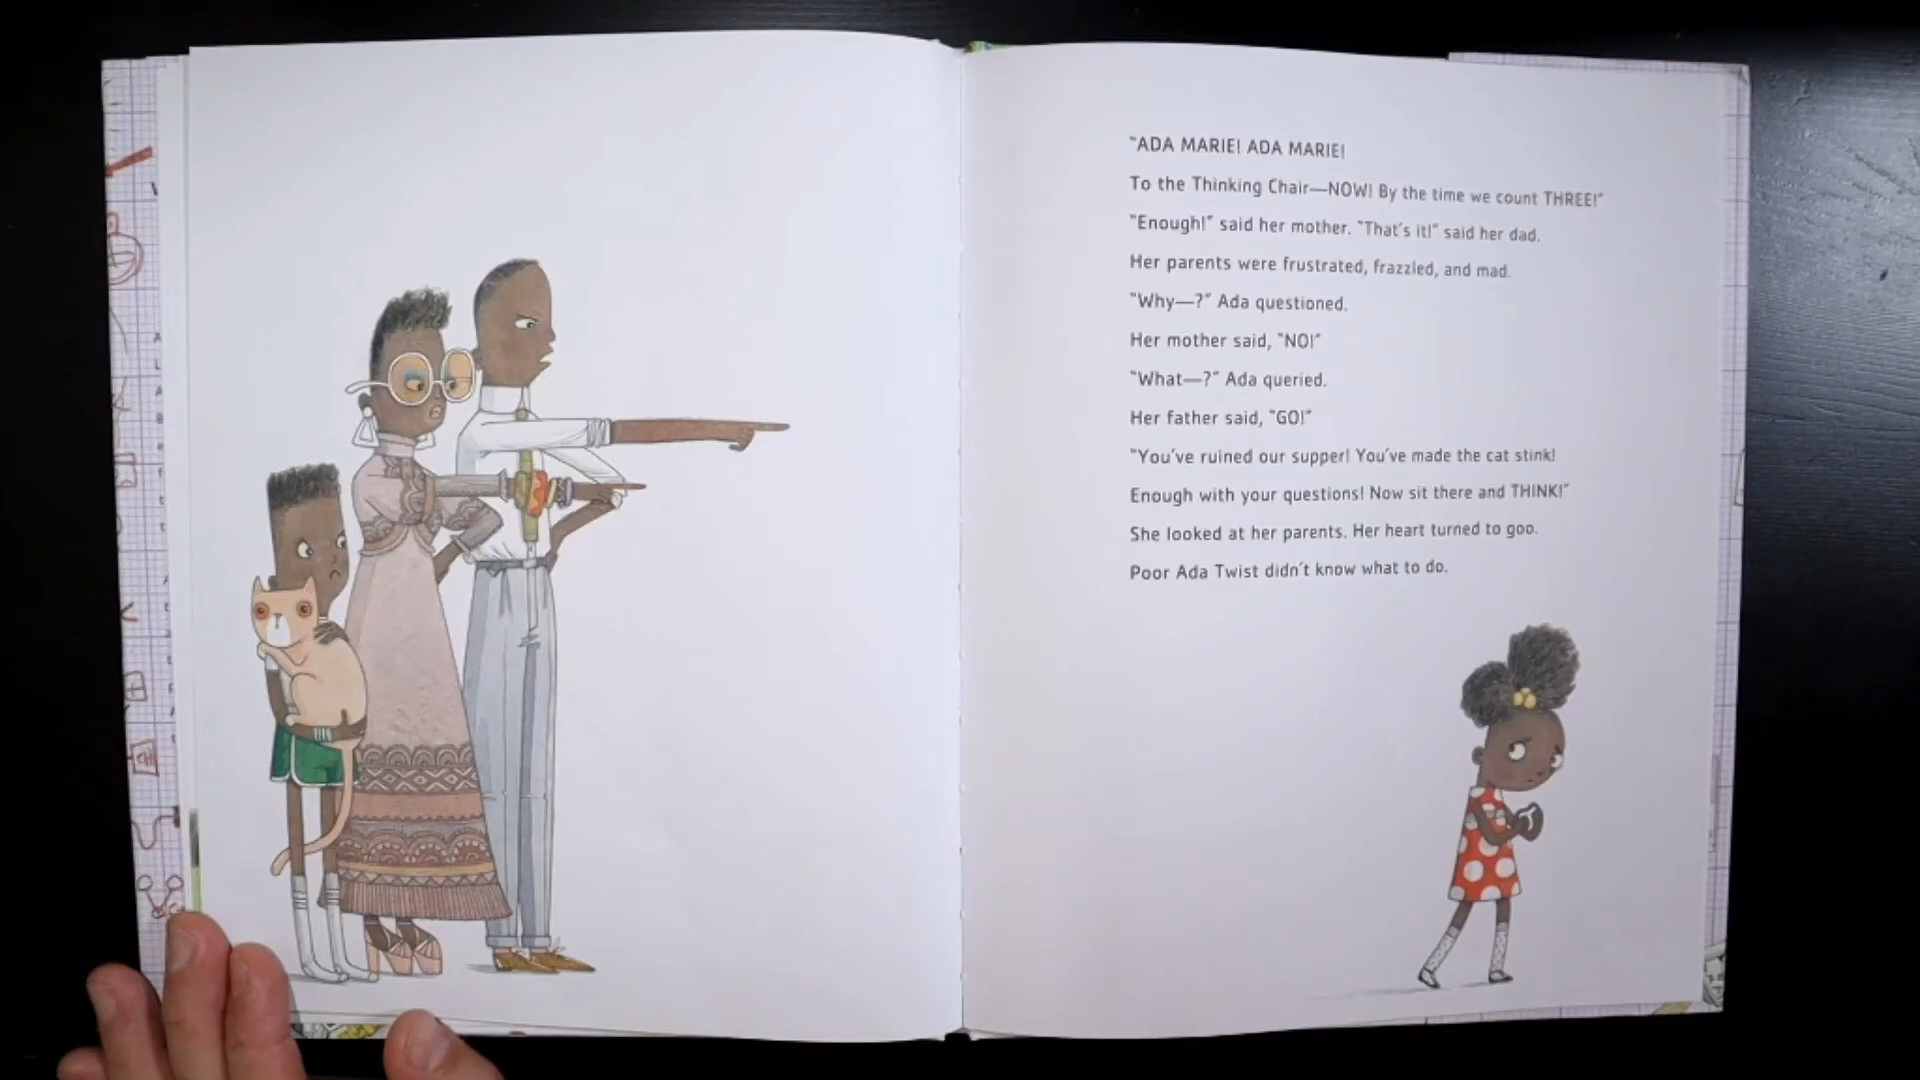 "ADA MARIE! ADA MARIE!
To the Thinking Chair—NOW! By the time we count THREE!"
"Enough!" said her mother. "That's it!" said her dad.
Her parents were frustrated, frazzled, and mad.
"Why—?" Ada questioned.
Her mother said, "NO!"
"What—?" Ada queried.
Her father said, "GO!"
"You've ruined our supper! You've made the cat stink!
Enough with your questions! Now sit there and THINK!"
She looked at her parents. Her heart turned to goo.
Poor Ada Twist didn't know what to do.